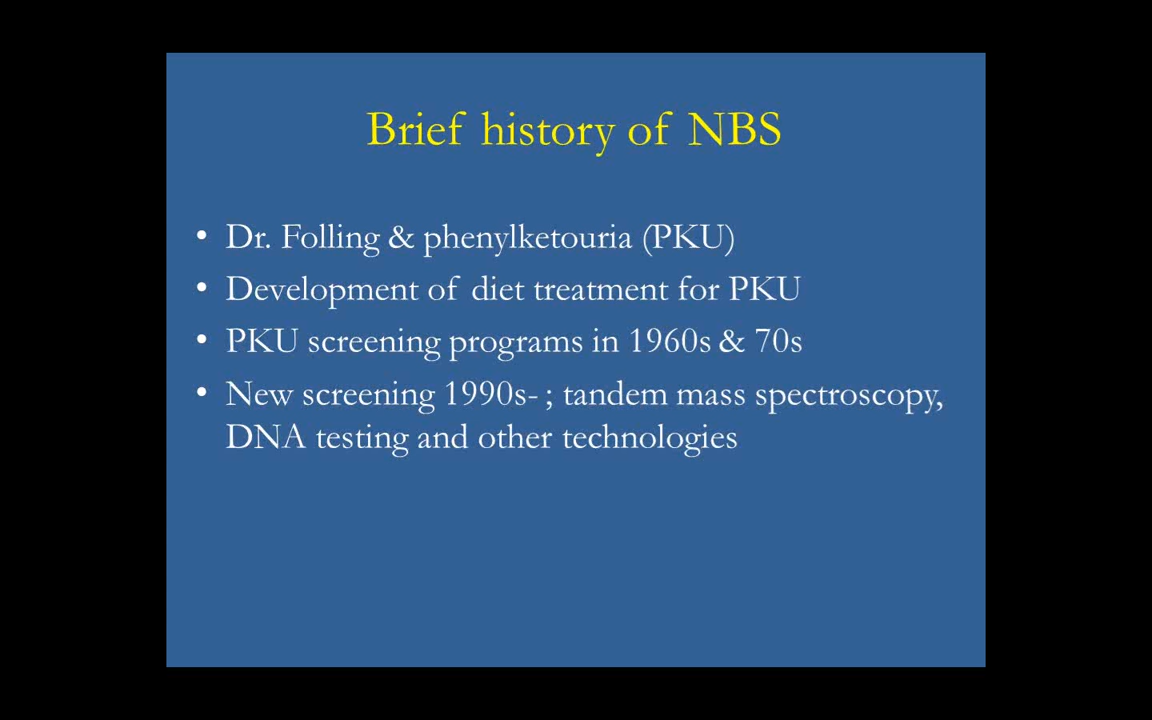 Brief history of NBS
• Dr. Folling & phenylketouria (PKU)
• Development of diet treatment for PKU
• PKU screening programs in 1960s & 70s
• New screening 1990s- ; tandem mass spectroscopy,
DNA testing and other technologies